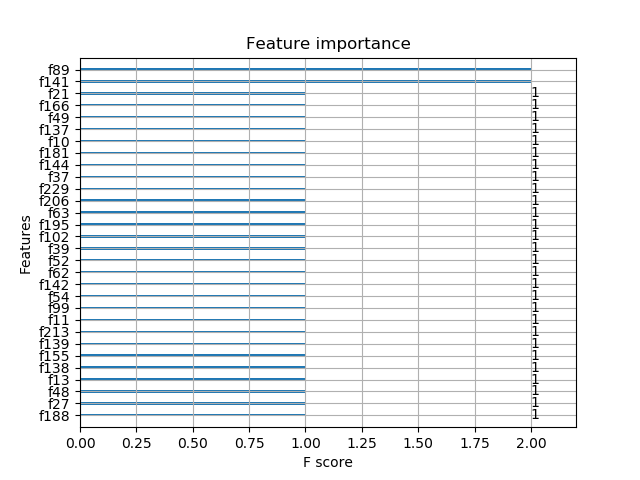 Feature importance
f89
f141
f21 1
f166 1
f49 1
f137 1
f10 1
f181 1
f144 1
f37 1
f229 1
f206 1
f63 1
f195 1
f102 1
f39 1
f52 1
f62 1
f142 1
f54 1
f99 1
f11 1
f213 1
f139 1
f155 1
f138 1
f13 1
f48 1
f27 1
f188 1
Features
0.00 0.25 0.50 0.75 1.00 1.25 1.50 1.75 2.00
F score